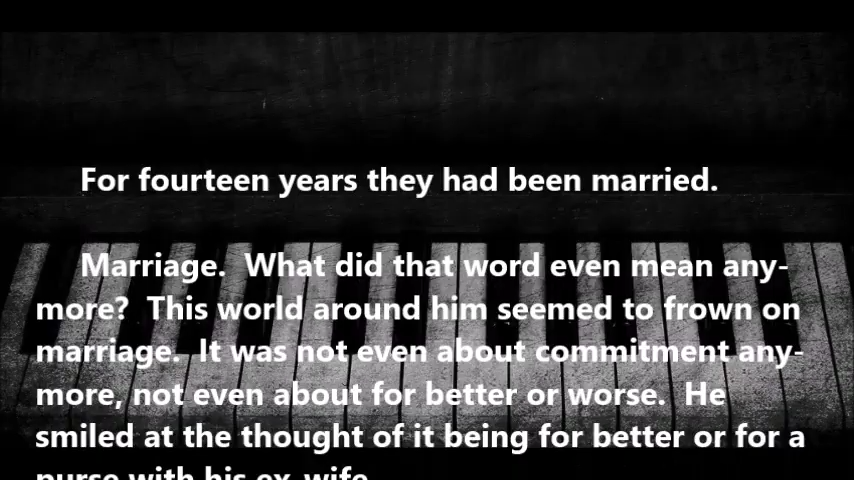 For fourteen years they had been married.
Marriage.  What did that word even mean any-
more?  This world around him seemed to frown on
marriage.  It was not even about commitment any-
more, not even about for better or worse.  He
smiled at the thought of it being for better or for a
purse with his ex-wife.